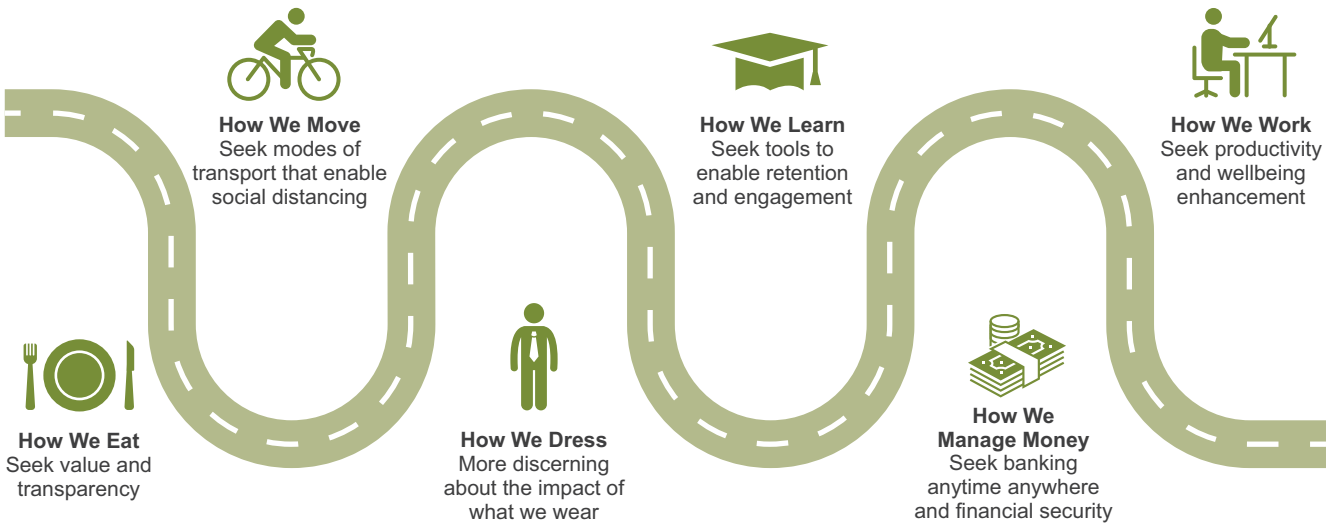 How We Move
Seek modes of
transport that enable
social distancing
How We Learn
Seek tools to
enable retention
and engagement
How We Work
Seek productivity
and wellbeing
enhancement
How We Eat
Seek value and
transparency
How We Dress
More discerning
about the impact of
what we wear
How We
Manage Money
Seek banking
anytime anywhere
and financial security